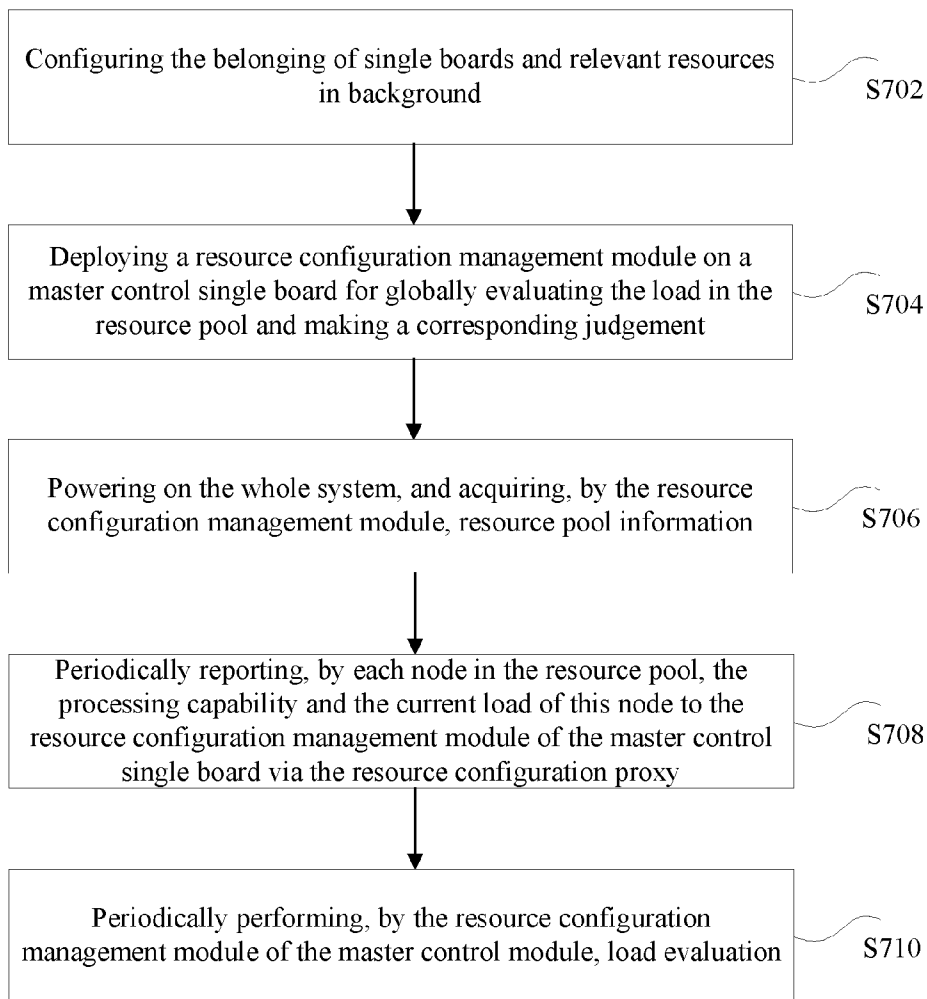 Configuring the belonging of single boards and relevant resources
in background
S702
Deploying a resource configuration management module on a
master control single board for globally evaluating the load in the
resource pool and making a corresponding judgement
S704
Powering on the whole system, and acquiring, by the resource
configuration management module, resource pool information
S706
Periodically reporting, by each node in the resource pool, the
processing capability and the current load of this node to the
resource configuration management module of the master control
single board via the resource configuration proxy
S708
Periodically performing, by the resource configuration
management module of the master control module, load evaluation
S710